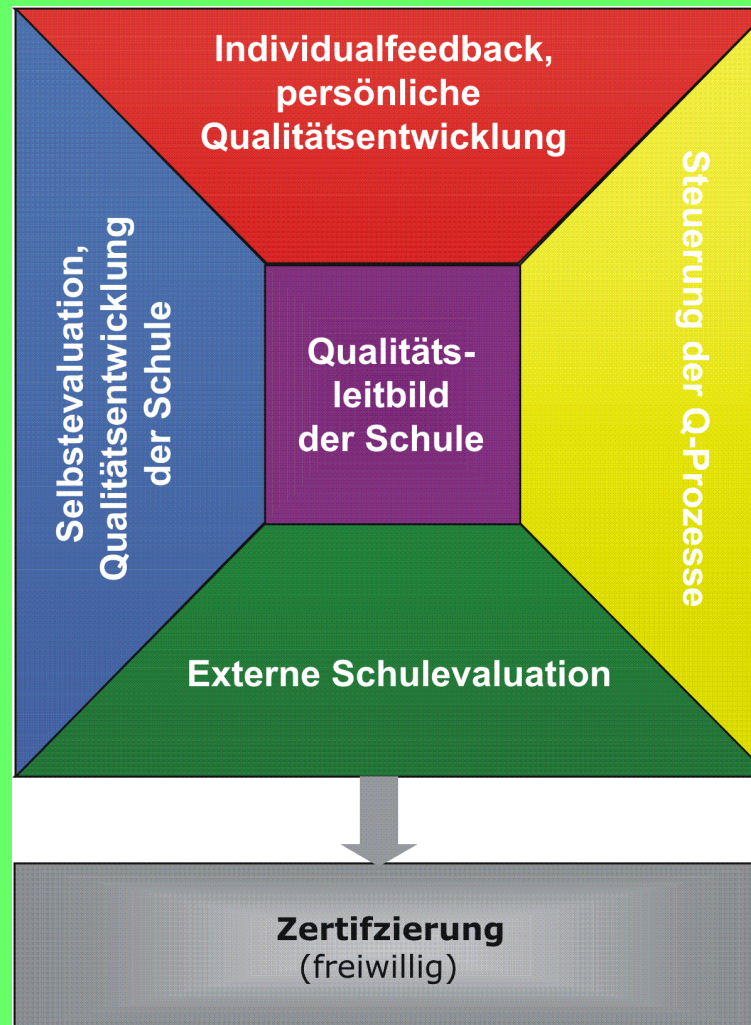 Individualfeedback,
persönliche
Qualitätsentwicklung
Selbstevaluation,
Qualitätsentwicklung
der Schule
Qualitäts-
leitbild
der Schule
Steuerung der Q-Prozesse
Externe Schulevaluation
Zertifzierung
(freiwillig)